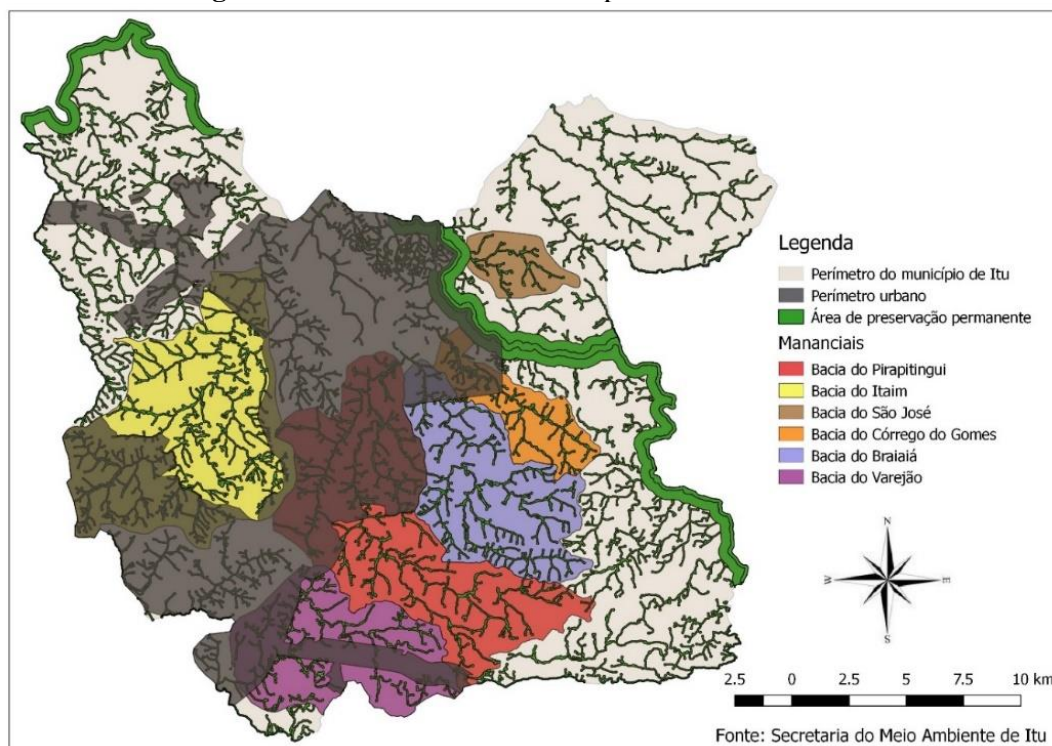 Legenda
Perímetro do município de Itu
Perímetro urbano
Área de preservação permanente
Mananciais
Bacia do Pirapitingui
Bacia do Itaim
Bacia do São José
Bacia do Córrego do Gomes
Bacia do Braiaiá
Bacia do Varejão
N
W E
S
2.5 0 2.5 5 7.5 10 km
Fonte: Secretaria do Meio Ambiente de Itu